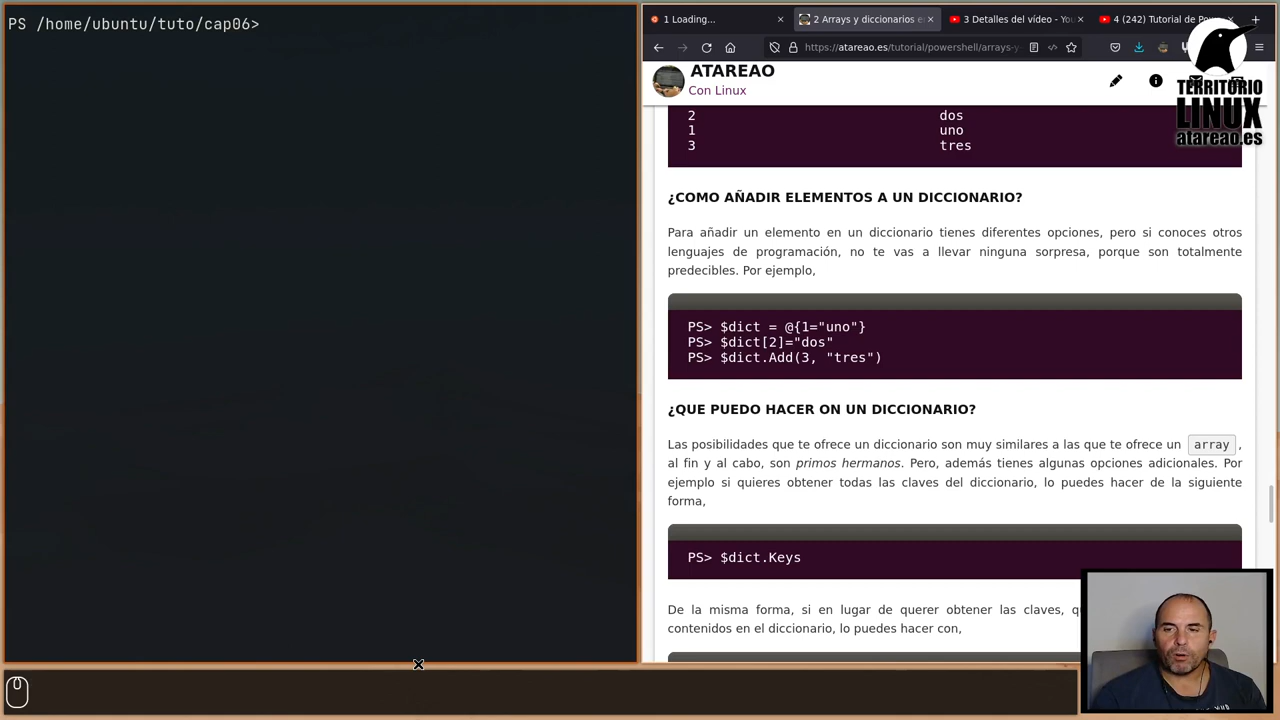 PS /home/ubuntu/tuto/cap06>
1 Loading...
2 Arrays y diccionarios e
3 Detalles del vídeo - You
4 (242) Tutorial de Powe
https://atareao.es/tutorial/powershell/arrays-y
ATAREAO
Con Linux
TERRITORIO
LINUX
atareao.es
2 dos
1 uno
3 tres
¿COMO AÑADIR ELEMENTOS A UN DICCIONARIO?
Para añadir un elemento en un diccionario tienes diferentes opciones, pero si conoces otros
lenguajes de programación, no te vas a llevar ninguna sorpresa, porque son totalmente
predecibles. Por ejemplo,
PS> $dict = @{1="uno"}
PS> $dict[2]="dos"
PS> $dict.Add(3, "tres")
¿QUE PUEDO HACER ON UN DICCIONARIO?
Las posibilidades que te ofrece un diccionario son muy similares a las que te ofrece un array ,
al fin y al cabo, son primos hermanos. Pero, además tienes algunas opciones adicionales. Por
ejemplo si quieres obtener todas las claves del diccionario, lo puedes hacer de la siguiente
forma,
PS> $dict.Keys
De la misma forma, si en lugar de querer obtener las claves,
contenidos en el diccionario, lo puedes hacer con,